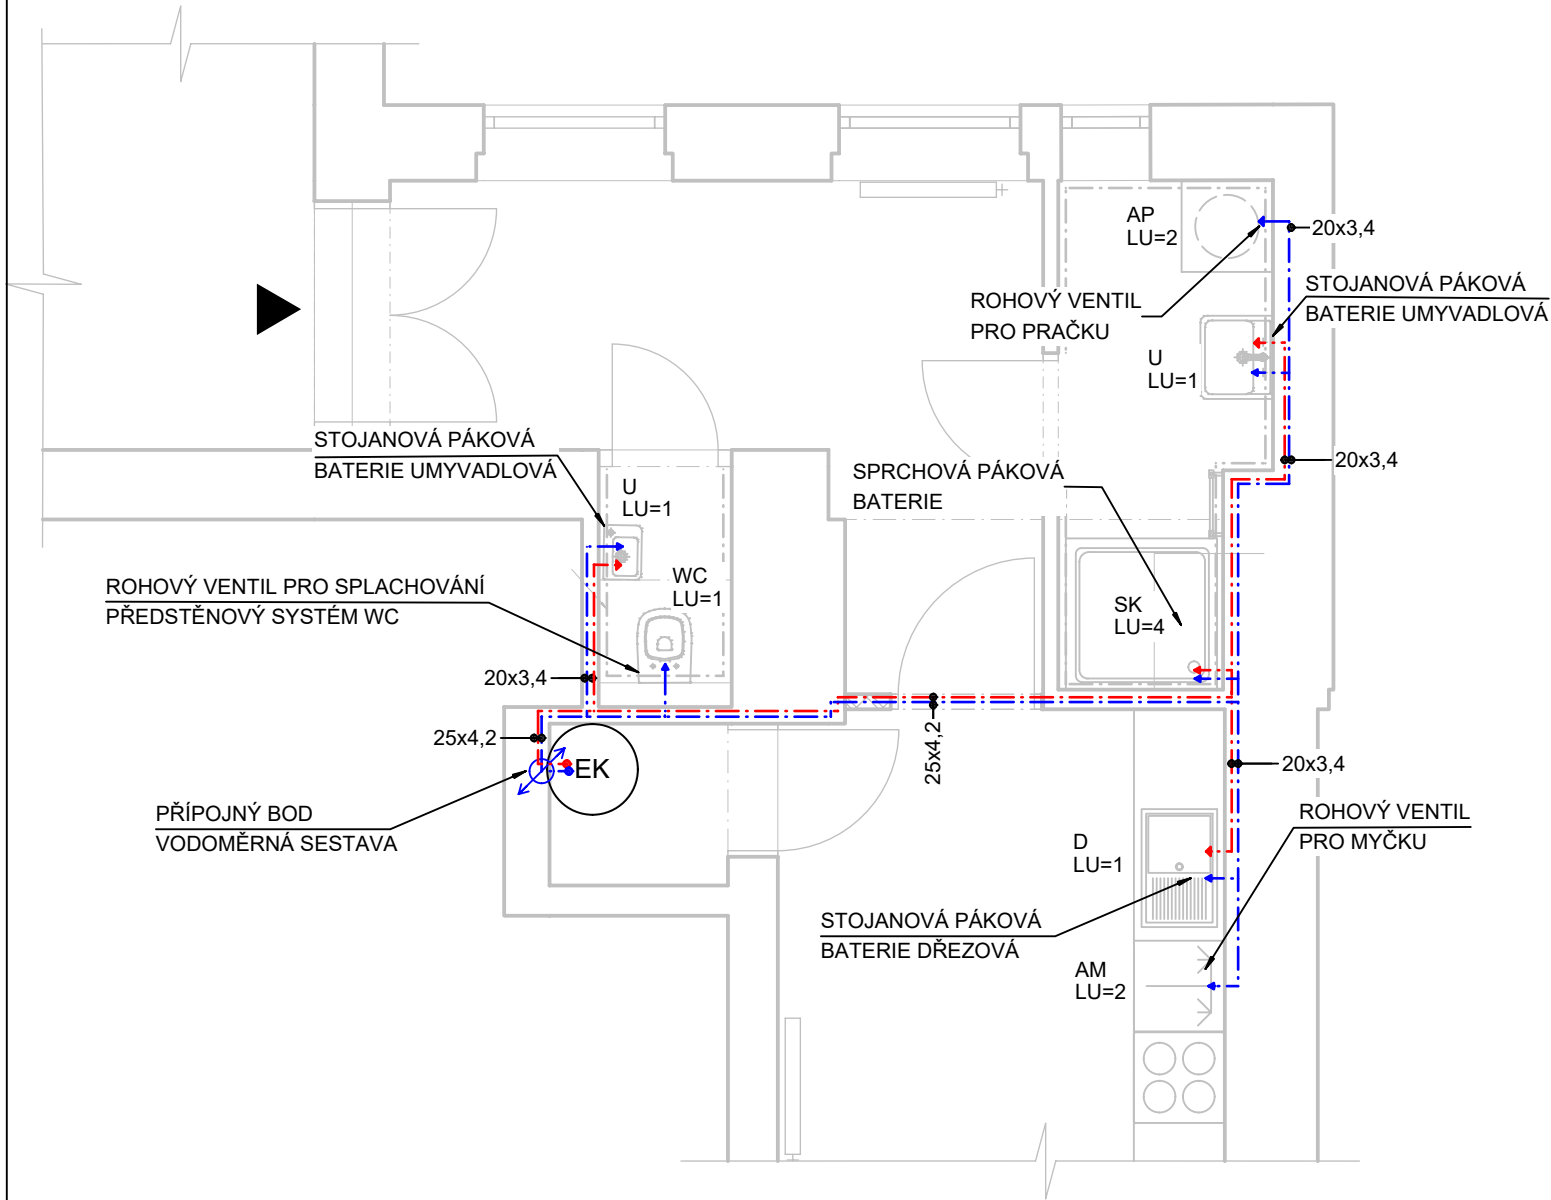 AP
LU=2
20x3,4
STOJANOVÁ PÁKOVÁ
BATERIE UMYVADLOVÁ
ROHOVÝ VENTIL
PRO PRAČKU
U
LU=1
STOJANOVÁ PÁKOVÁ
BATERIE UMYVADLOVÁ
20x3,4
SPRCHOVÁ PÁKOVÁ
BATERIE
U
LU=1
ROHOVÝ VENTIL PRO SPLACHOVÁNÍ
PŘEDSTĚNOVÝ SYSTÉM WC
WC
LU=1
SK
LU=4
20x3,4
25x4,2
25x4,2
EK
20x3,4
PŘÍPOJNÝ BOD
VODOMĚRNÁ SESTAVA
ROHOVÝ VENTIL
PRO MYČKU
D
LU=1
STOJANOVÁ PÁKOVÁ
BATERIE DŘEZOVÁ
AM
LU=2